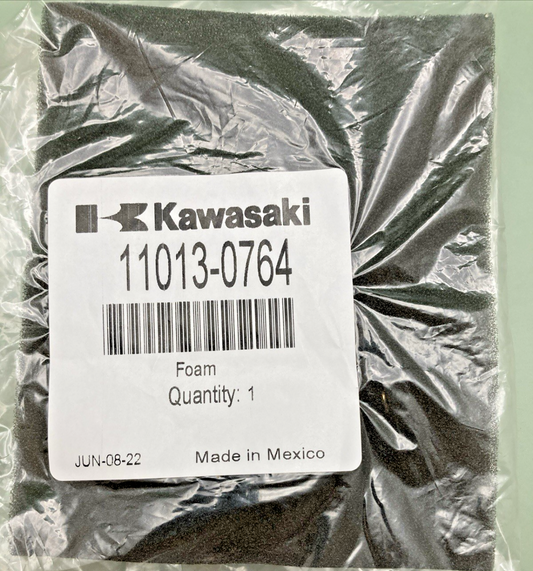 Kawasaki
11013-0764
Foam
Quantity: 1
JUN-08-22 Made in Mexico